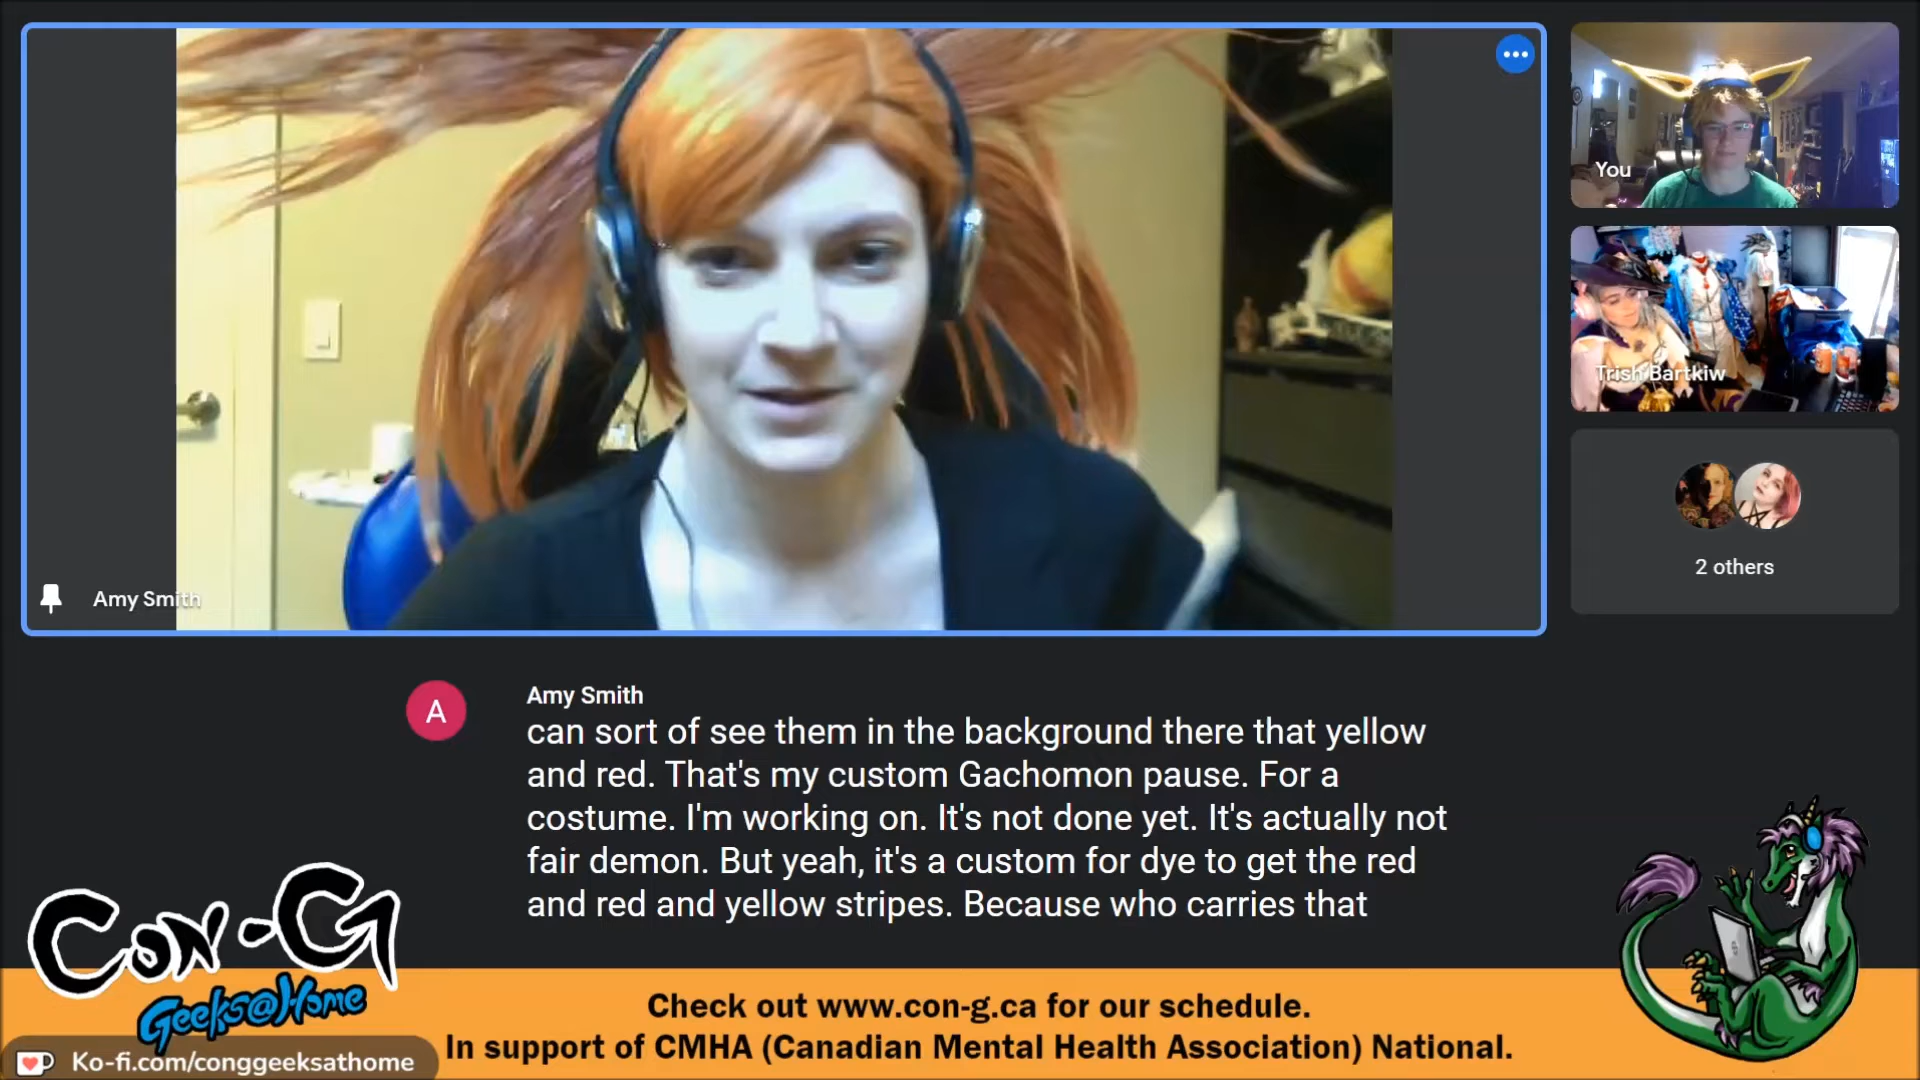 You
Trish Bartkiw
2 others
Amy Smith
Amy Smith
A
can sort of see them in the background there that yellow
and red. That's my custom Gachomon pause. For a
costume. I'm working on. It's not done yet. It's actually not
fair demon. But yeah, it's a custom for dye to get the red
and red and yellow stripes. Because who carries that
Con-G
Geeks@Home
Check out www.con-g.ca for our schedule.
In support of CMHA (Canadian Mental Health Association) National.
Ko-fi.com/conggeeksathome